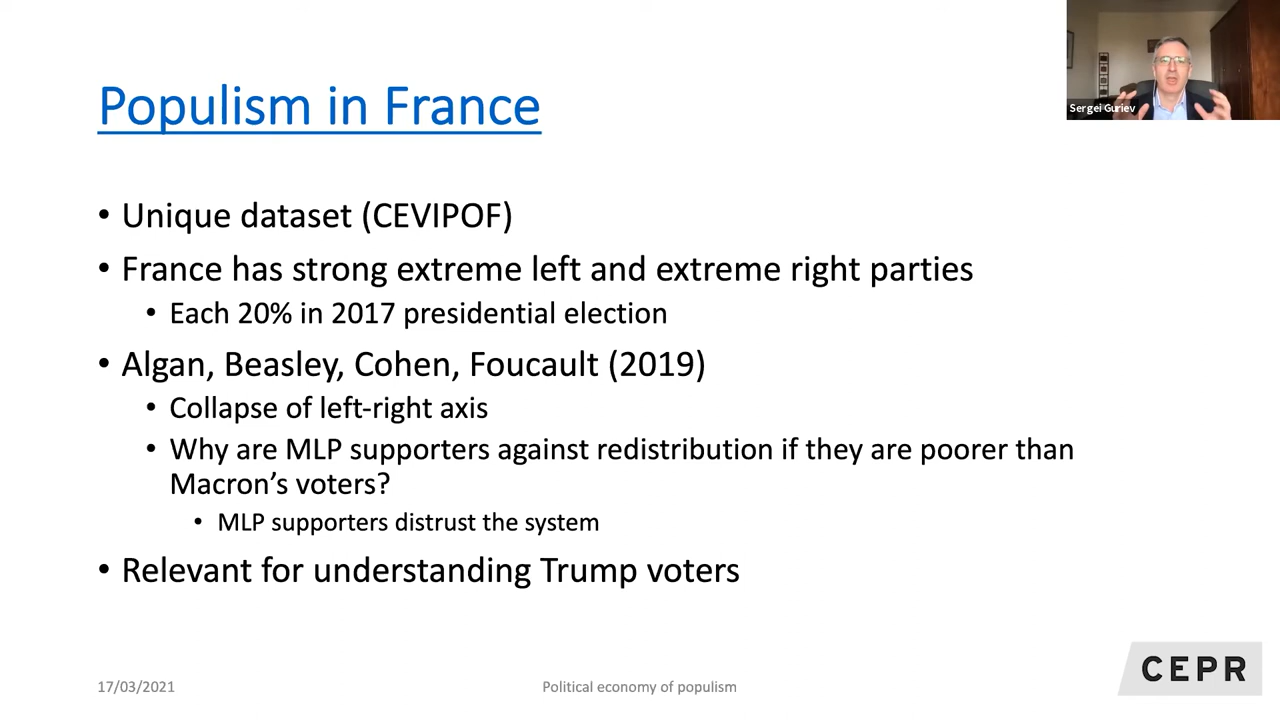 Populism in France
Sergei Guriev
• Unique dataset (CEVIPOF)
• France has strong extreme left and extreme right parties
• Each 20% in 2017 presidential election
• Algan, Beasley, Cohen, Foucault (2019)
• Collapse of left-right axis
• Why are MLP supporters against redistribution if they are poorer than
Macron’s voters?
• MLP supporters distrust the system
• Relevant for understanding Trump voters
17/03/2021
Political economy of populism
CEPR